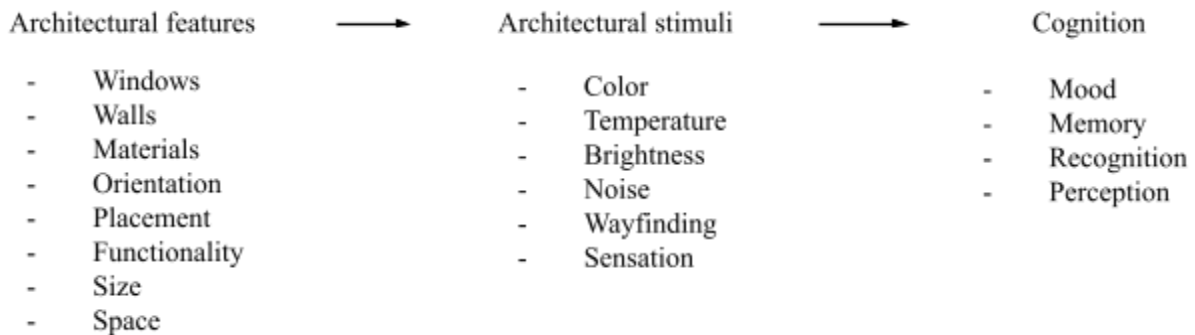 Architectural features
- Windows
- Walls
- Materials
- Orientation
- Placement
- Functionality
- Size
- Space
Architectural stimuli
- Color
- Temperature
- Brightness
- Noise
- Wayfinding
- Sensation
Cognition
- Mood
- Memory
- Recognition
- Perception